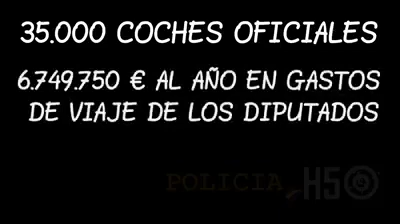 35.000 COCHES OFICIALES
6.749.750 € AL AÑO EN GASTOS
DE VIAJE DE LOS DIPUTADOS
POLICIA H50